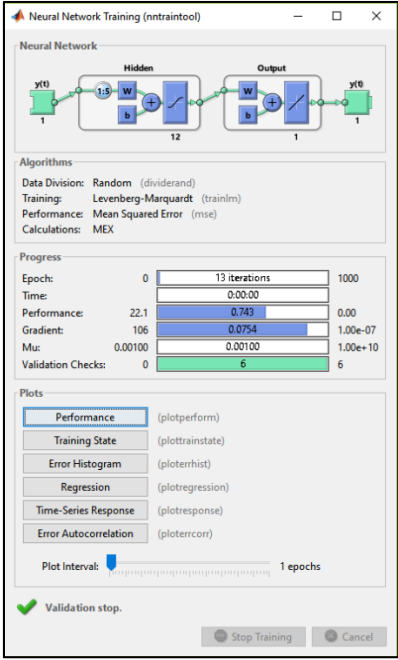 Neural Network Training (nntraintool)
Neural Network
Hidden Output
y(t) y(t)
1:5 W W
b b
1 12 1 1
Algorithms
Data Division: Random (dividerand)
Training: Levenberg-Marquardt (trainlm)
Performance: Mean Squared Error (mse)
Calculations: MEX
Progress
Epoch: 0 13 iterations 1000
Time: 0:00:00
Performance: 22.1 0.743 0.00
Gradient: 106 0.0754 1.00e-07
Mu: 0.00100 0.00100 1.00e+10
Validation Checks: 0 6 6
Plots
Performance (plotperform)
Training State (plottrainstate)
Error Histogram (ploterrhist)
Regression (plotregression)
Time-Series Response (plotresponse)
Error Autocorrelation (ploterrcorr)
Plot Interval: 1 epochs
Validation stop.
Stop Training Cancel